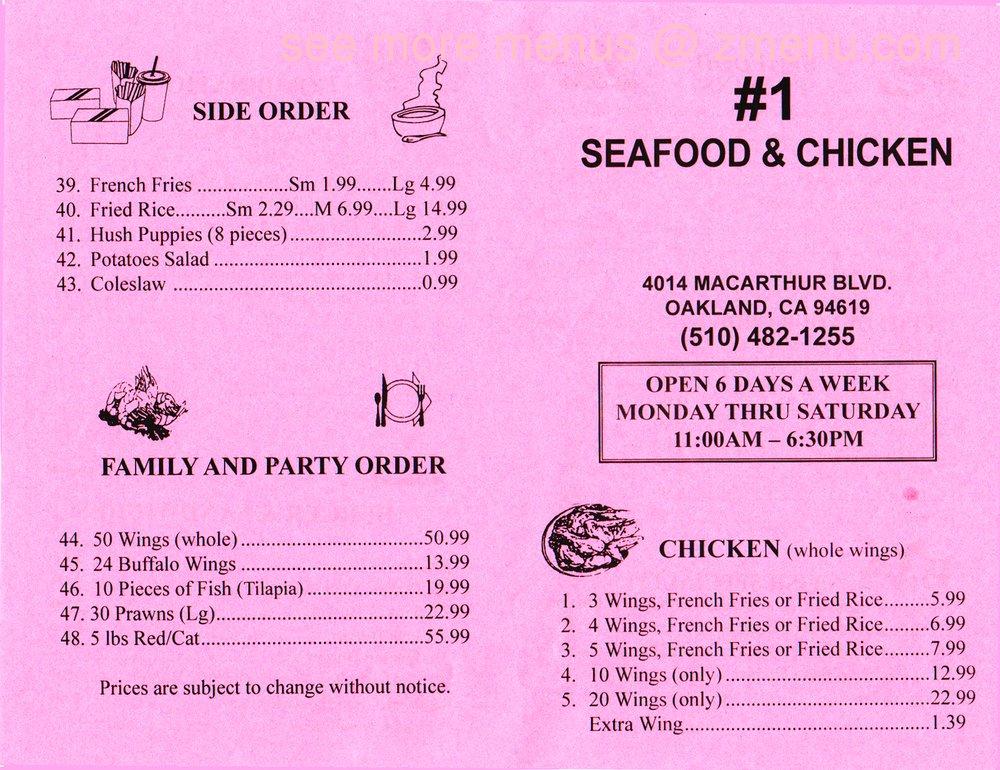 see more menus @ zmenu.com
SIDE ORDER
39. French Fries ..................Sm 1.99.......Lg 4.99
40. Fried Rice..........Sm 2.29....M 6.99....Lg 14.99
41. Hush Puppies (8 pieces)..........................2.99
42. Potatoes Salad .........................................1.99
43. Coleslaw .................................................0.99
FAMILY AND PARTY ORDER
44. 50 Wings (whole)....................................50.99
45. 24 Buffalo Wings ....................................13.99
46. 10 Pieces of Fish (Tilapia) .......................19.99
47. 30 Prawns (Lg).........................................22.99
48. 5 lbs Red/Cat............................................55.99
Prices are subject to change without notice.
#1
SEAFOOD & CHICKEN
4014 MACARTHUR BLVD.
OAKLAND, CA 94619
(510) 482-1255
OPEN 6 DAYS A WEEK
MONDAY THRU SATURDAY
11:00AM – 6:30PM
CHICKEN (whole wings)
1. 3 Wings, French Fries or Fried Rice.........5.99
2. 4 Wings, French Fries or Fried Rice.........6.99
3. 5 Wings, French Fries or Fried Rice.........7.99
4. 10 Wings (only).........................................12.99
5. 20 Wings (only).........................................22.99
Extra Wing.................................................1.39